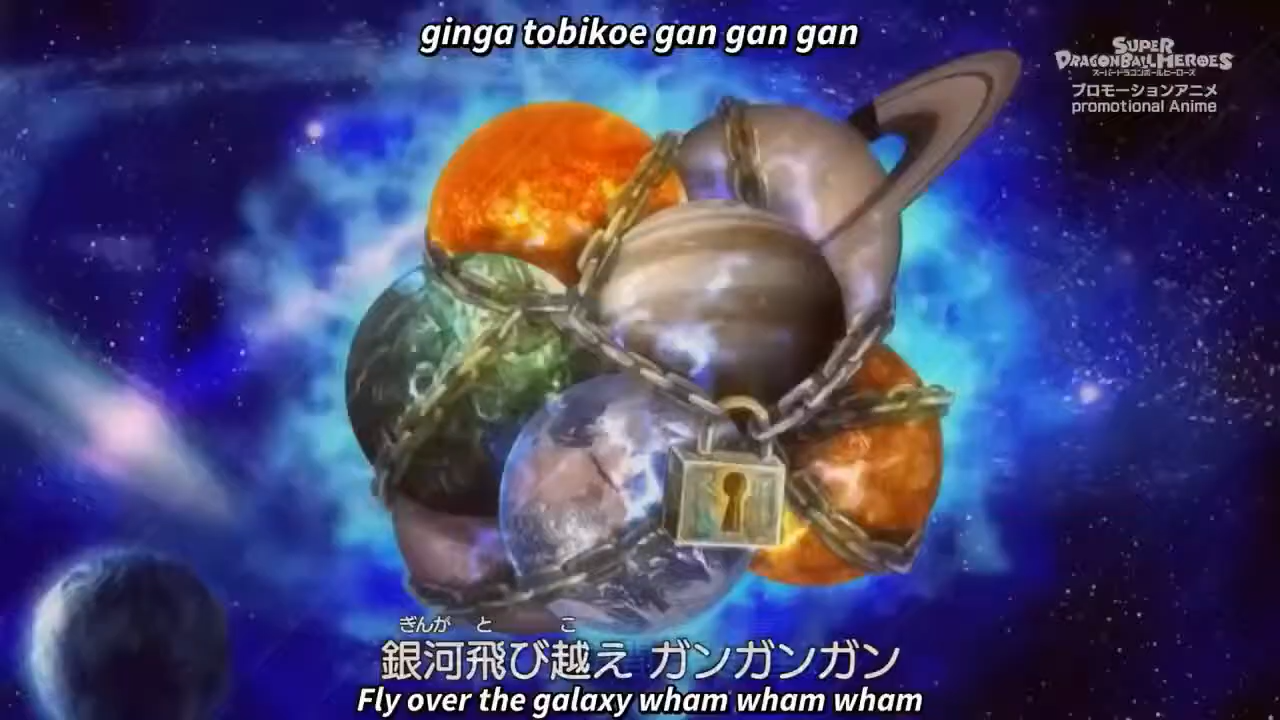 ginga tobikoe gan gan gan
SUPER
DRAGONBALL HEROES
スーパードラゴンボールヒーローズ
プロモーションアニメ
promotional Anime
ぎんが と こ
銀河飛び越え ガンガンガン
Fly over the galaxy wham wham wham